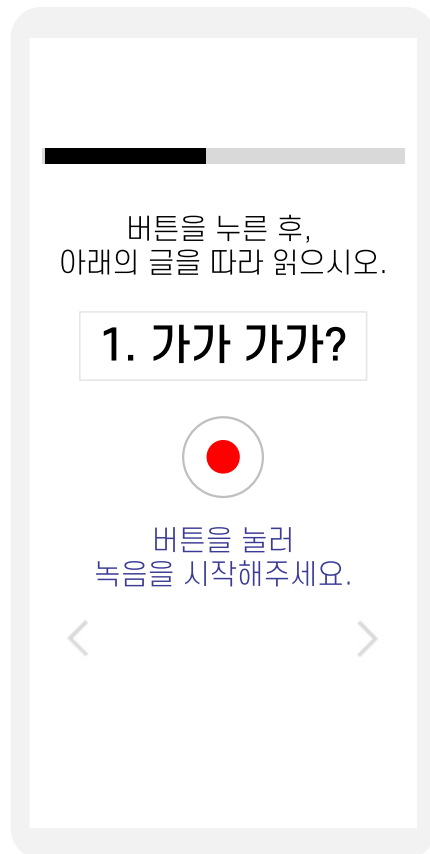 버튼을 누른 후,
아래의 글을 따라 읽으시오.
1. 가가 가가?
버튼을 눌러
녹음을 시작해주세요.